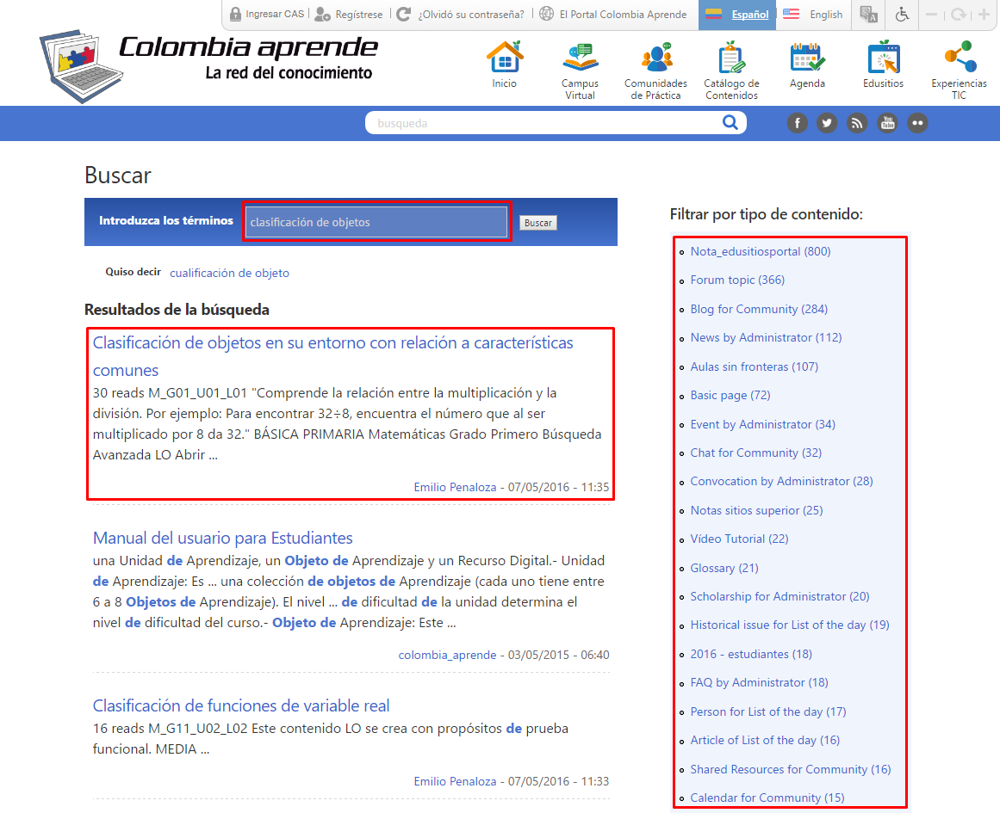 Ingresar CAS
Regístrese
¿Olvidó su contraseña?
El Portal Colombia Aprende
Español
English
Colombia aprende
La red del conocimiento
Inicio
Campus
Virtual
Comunidades
de Práctica
Catálogo de
Contenidos
Agenda
Edusitios
Experiencias
TIC
busqueda
You
Tube
Buscar
Introduzca los términos
clasificación de objetos
Buscar
Quiso decir cualificación de objeto
Resultados de la búsqueda
Clasificación de objetos en su entorno con relación a características
comunes
30 reads M_G01_U01_L01 "Comprende la relación entre la multiplicación y la
división. Por ejemplo: Para encontrar 32÷8, encuentra el número que al ser
multiplicado por 8 da 32." BÁSICA PRIMARIA Matemáticas Grado Primero Búsqueda
Avanzada LO Abrir ...
Emilio Penaloza - 07/05/2016 - 11:35
Manual del usuario para Estudiantes
una Unidad de Aprendizaje, un Objeto de Aprendizaje y un Recurso Digital.- Unidad
de Aprendizaje: Es ... una colección de objetos de Aprendizaje (cada uno tiene entre
6 a 8 Objetos de Aprendizaje). El nivel ... de dificultad de la unidad determina el
nivel de dificultad del curso.- Objeto de Aprendizaje: Este ...
colombia_aprende - 03/05/2015 - 06:40
Clasificación de funciones de variable real
16 reads M_G11_U02_L02 Este contenido LO se crea con propósitos de prueba
funcional. MEDIA ...
Emilio Penaloza - 07/05/2016 - 11:33
Filtrar por tipo de contenido:
Nota_edusitiosportal (800)
Forum topic (366)
Blog for Community (284)
News by Administrator (112)
Aulas sin fronteras (107)
Basic page (72)
Event by Administrator (34)
Chat for Community (32)
Convocation by Administrator (28)
Notas sitios superior (25)
Vídeo Tutorial (22)
Glossary (21)
Scholarship for Administrator (20)
Historical issue for List of the day (19)
2016 - estudiantes (18)
FAQ by Administrator (18)
Person for List of the day (17)
Article of List of the day (16)
Shared Resources for Community (16)
Calendar for Community (15)